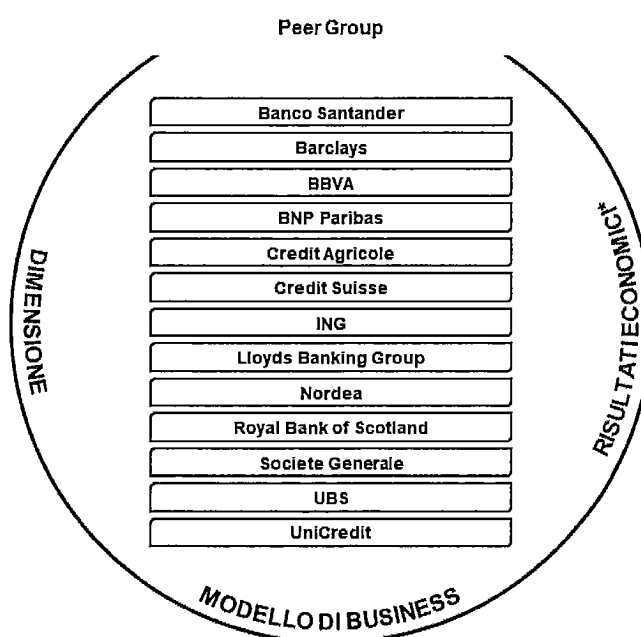 Peer Group
Banco Santander
Barclays
BBVA
BNP Paribas
Credit Agricole
Credit Suisse
ING
Lloyds Banking Group
Nordea
Royal Bank of Scotland
Societe Generale
UBS
UniCredit
DIMENSIONE
RISULTATI ECONOMICI*
MODELLO DI BUSINESS